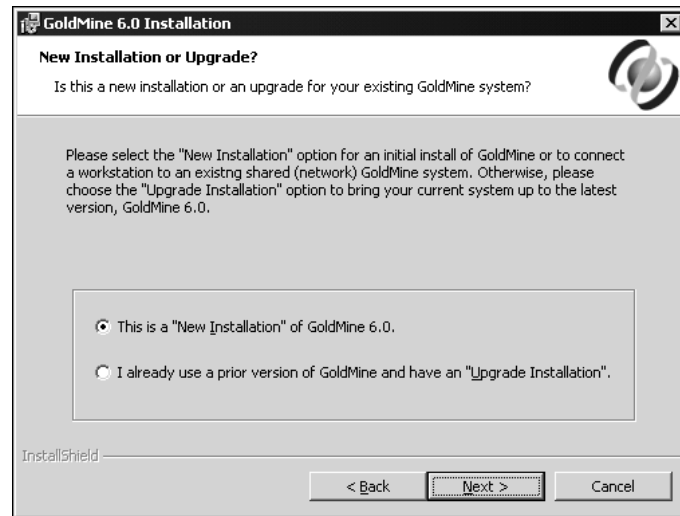 GoldMine 6.0 Installation
New Installation or Upgrade?
Is this a new installation or an upgrade for your existing GoldMine system?
Please select the "New Installation" option for an initial install of GoldMine or to connect
a workstation to an existng shared (network) GoldMine system. Otherwise, please
choose the "Upgrade Installation" option to bring your current system up to the latest
version, GoldMine 6.0.
This is a "New Installation" of GoldMine 6.0.
I already use a prior version of GoldMine and have an "Upgrade Installation".
InstallShield
< Back
Next >
Cancel